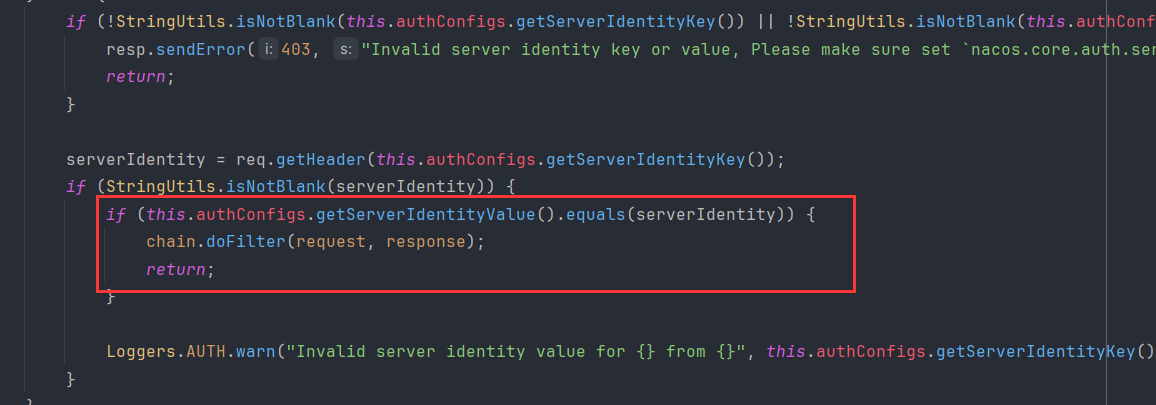 if (!StringUtils.isNotBlank(this.authConfigs.getServerIdentityKey()) || !StringUtils.isNotBlank(this.authConf
resp.sendError( i: 403, s: "Invalid server identity key or value, Please make sure set `nacos.core.auth.ser
return;
}
serverIdentity = req.getHeader(this.authConfigs.getServerIdentityKey());
if (StringUtils.isNotBlank(serverIdentity)) {
if (this.authConfigs.getServerIdentityValue().equals(serverIdentity)) {
chain.doFilter(request, response);
return;
}
Loggers.AUTH.warn("Invalid server identity value for {} from {}", this.authConfigs.getServerIdentityKey()
}